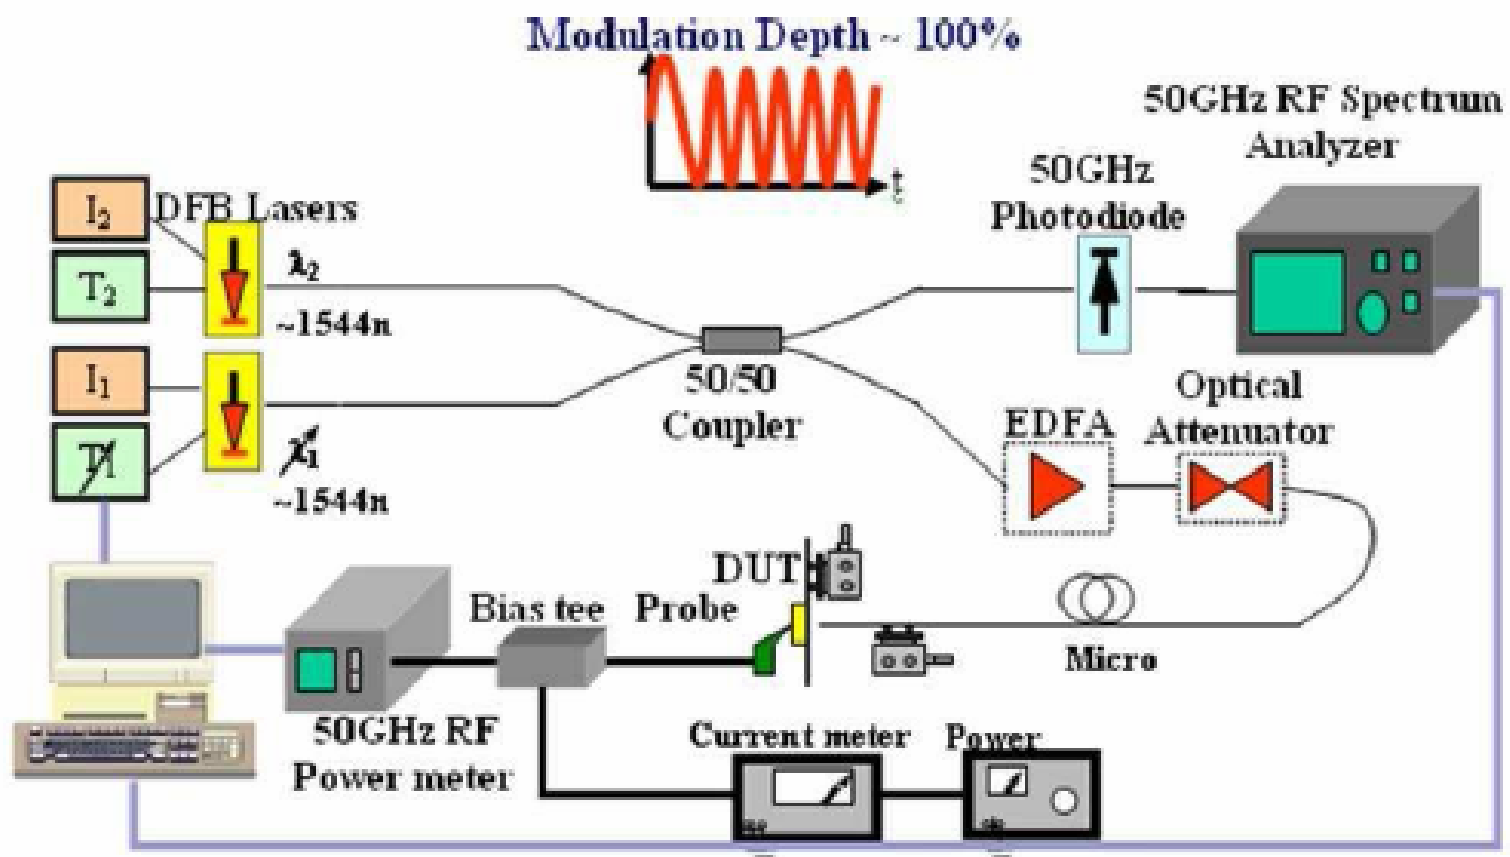 Modulation Depth ~ 100%
t
50GHz RF Spectrum
Analyzer
50GHz
Photodiode
I2
DFB Lasers
T2
λ2
~1544n
I1
T1
λ1
~1544n
50/50
Coupler
Optical
Attenuator
EDFA
DUT
Bias tee
Probe
Micro
50GHz RF
Power meter
Current meter
Power